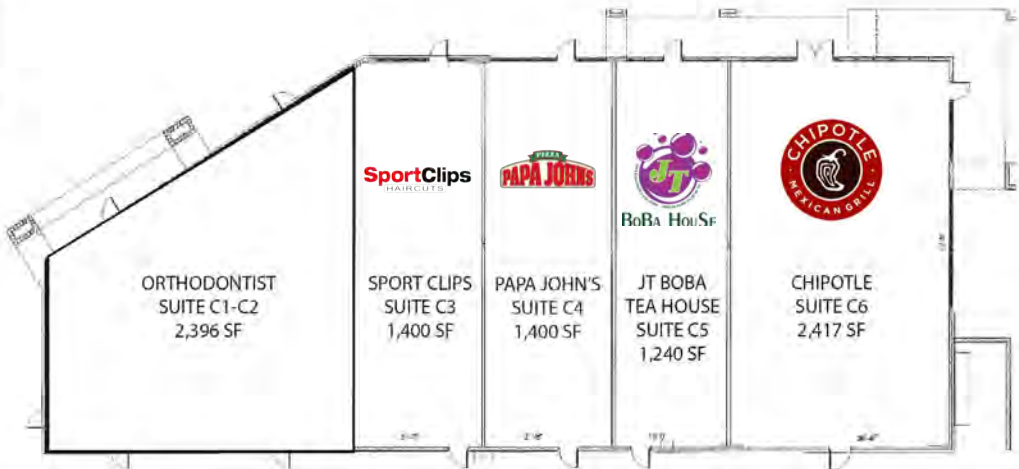 SportClips
HAIRCUTS
PIZZA
PAPA JOHNS
JT
BoBa HouSe
CHIPOTLE
MEXICAN GRILL
ORTHODONTIST
SUITE C1-C2
2,396 SF
SPORT CLIPS
SUITE C3
1,400 SF
PAPA JOHN'S
SUITE C4
1,400 SF
JT BOBA
TEA HOUSE
SUITE C5
1,240 SF
CHIPOTLE
SUITE C6
2,417 SF